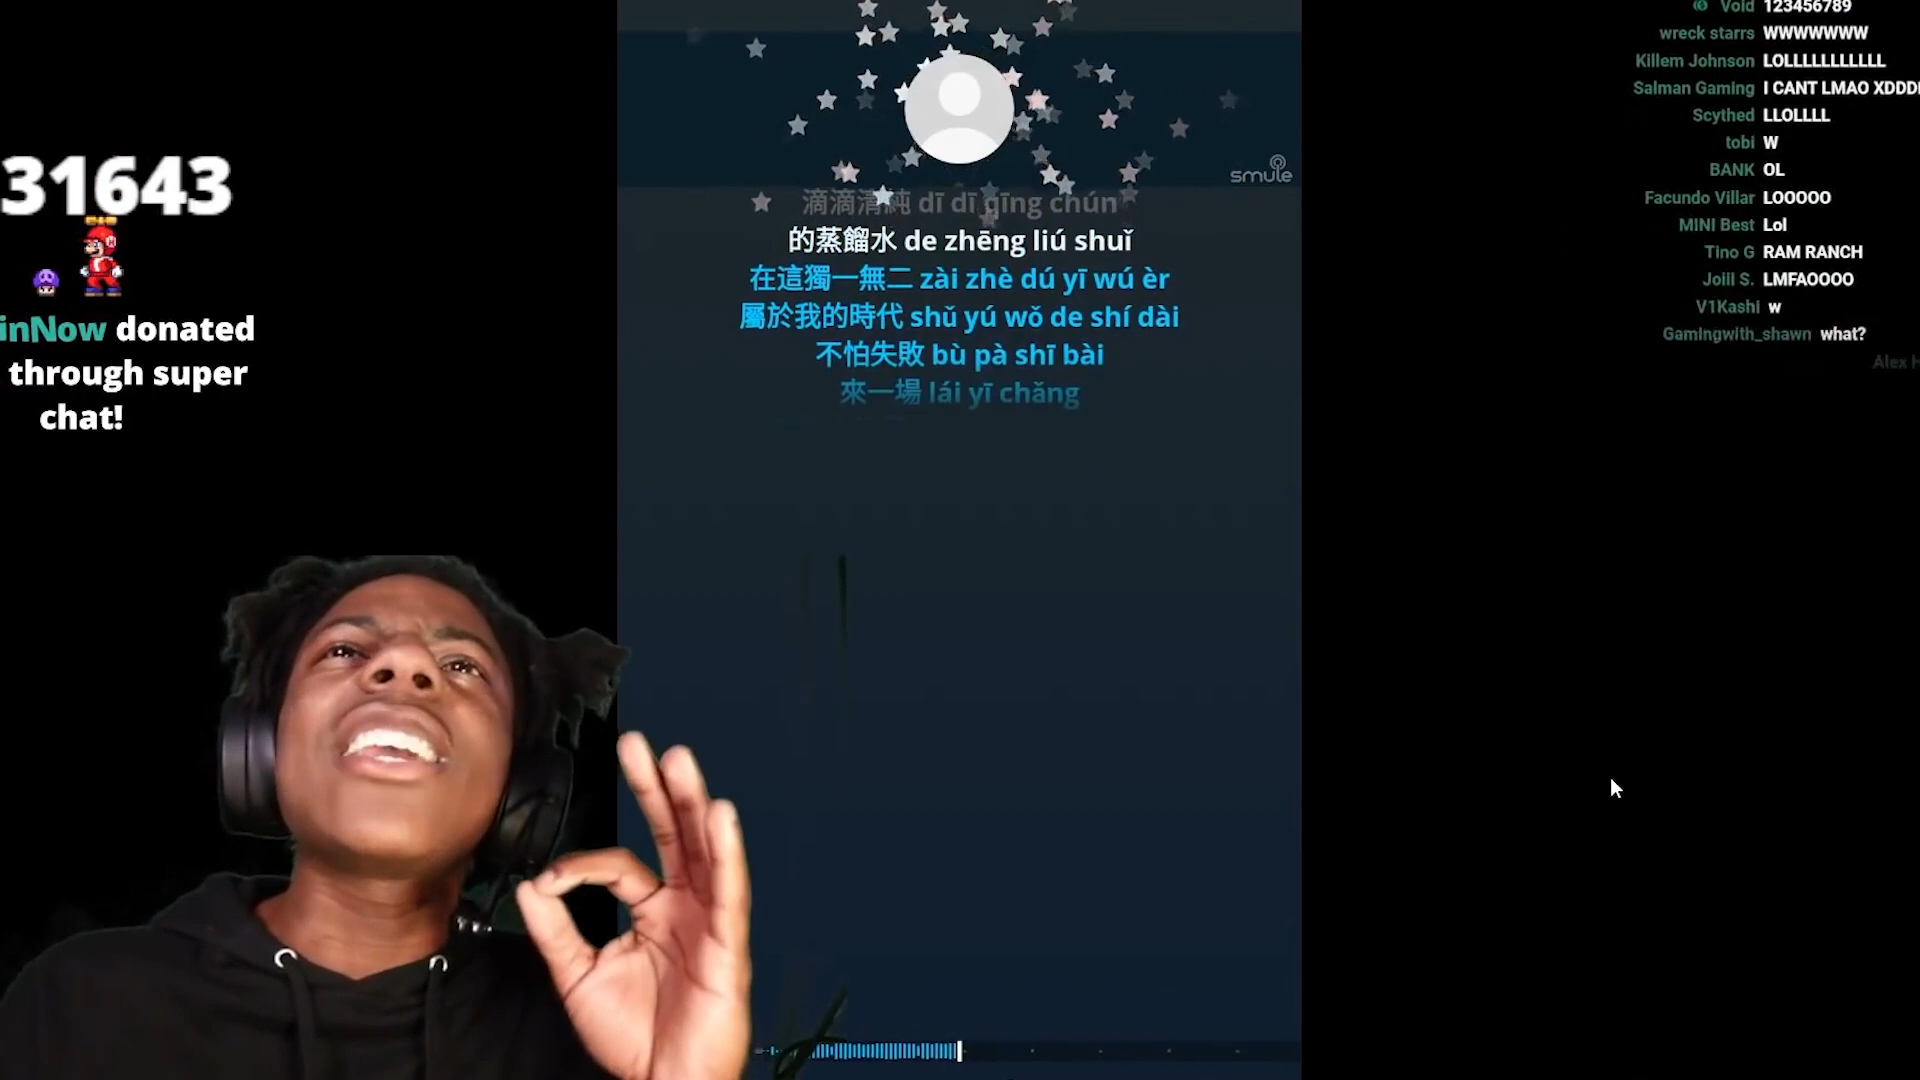 31643
inNow donated
through super
chat!
smule
滴滴清純 dī dī qīng chún
的蒸餾水 de zhēng liú shuǐ
在這獨一無二 zài zhè dú yī wú èr
屬於我的時代 shǔ yú wǒ de shí dài
不怕失敗 bù pà shī bài
來一場 lái yī chǎng
Void 123456789
wreck starrs WWWWWWW
Killem Johnson LOLLLLLLLLLLL
Salman Gaming I CANT LMAO XDDD
Scythed LLOLLLL
tobi W
BANK OL
Facundo Villar LOOOOO
MINI Best Lol
Tino G RAM RANCH
Joiii S. LMFAOOOO
V1Kashi w
Gamingwith_shawn what?
Alex H